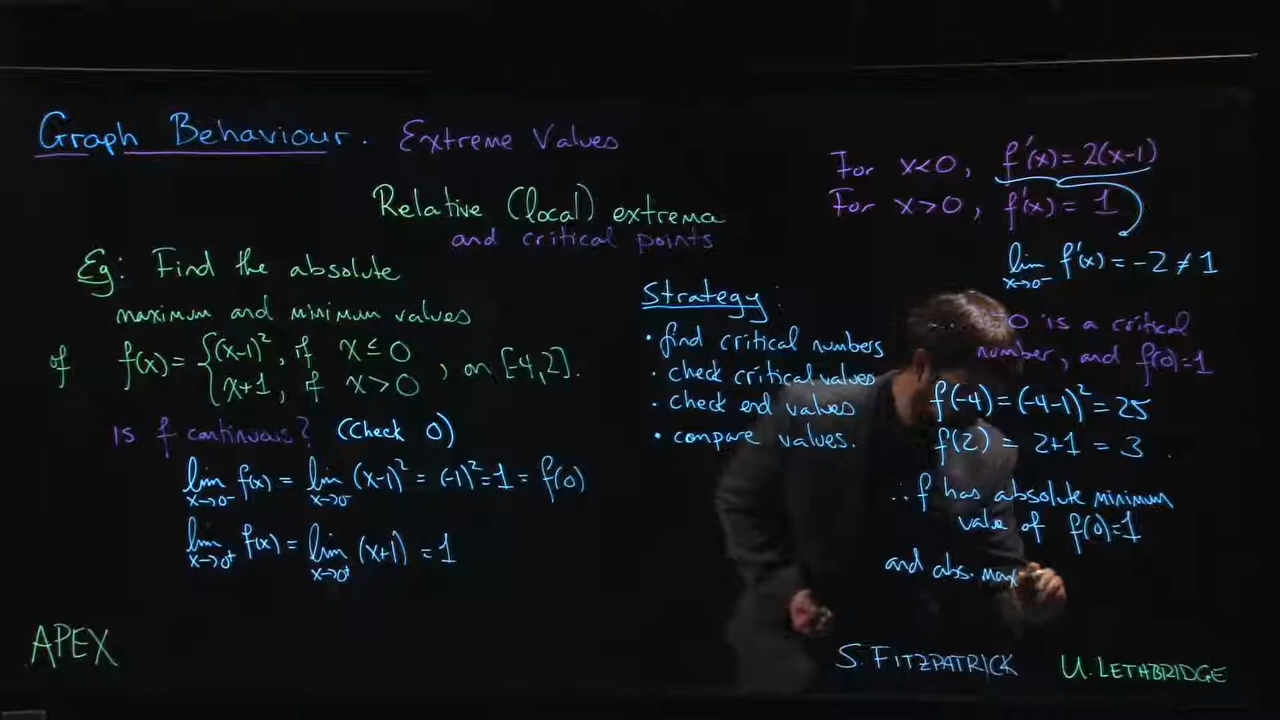 Graph Behaviour. Extreme Values
Relative (local) extrema
and critical points
Eg: Find the absolute
maximum and minimum values
of f(x) = { (x-1)², if x ≤ 0
x+1, if x > 0 , on [-4,2].
Is f continuous? (Check 0)
lim x→0⁻ f(x) = lim x→0⁻ (x-1)² = (-1)² = 1 = f(0)
lim x→0⁺ f(x) = lim x→0⁺ (x+1) = 1
APEX
Strategy:
• find critical numbers
• check critical values
• check end values
• compare values.
For x<0, f'(x) = 2(x-1)
For x>0, f'(x) = 1
lim x→0⁻ f'(x) = -2 ≠ 1
0 is a critical
number, and f(0)=1
f(-4) = (-4-1)² = 25
f(2) = 2+1 = 3
∴ f has absolute minimum
value of f(0)=1
and abs. max
S. FITZPATRICK U. LETHBRIDGE